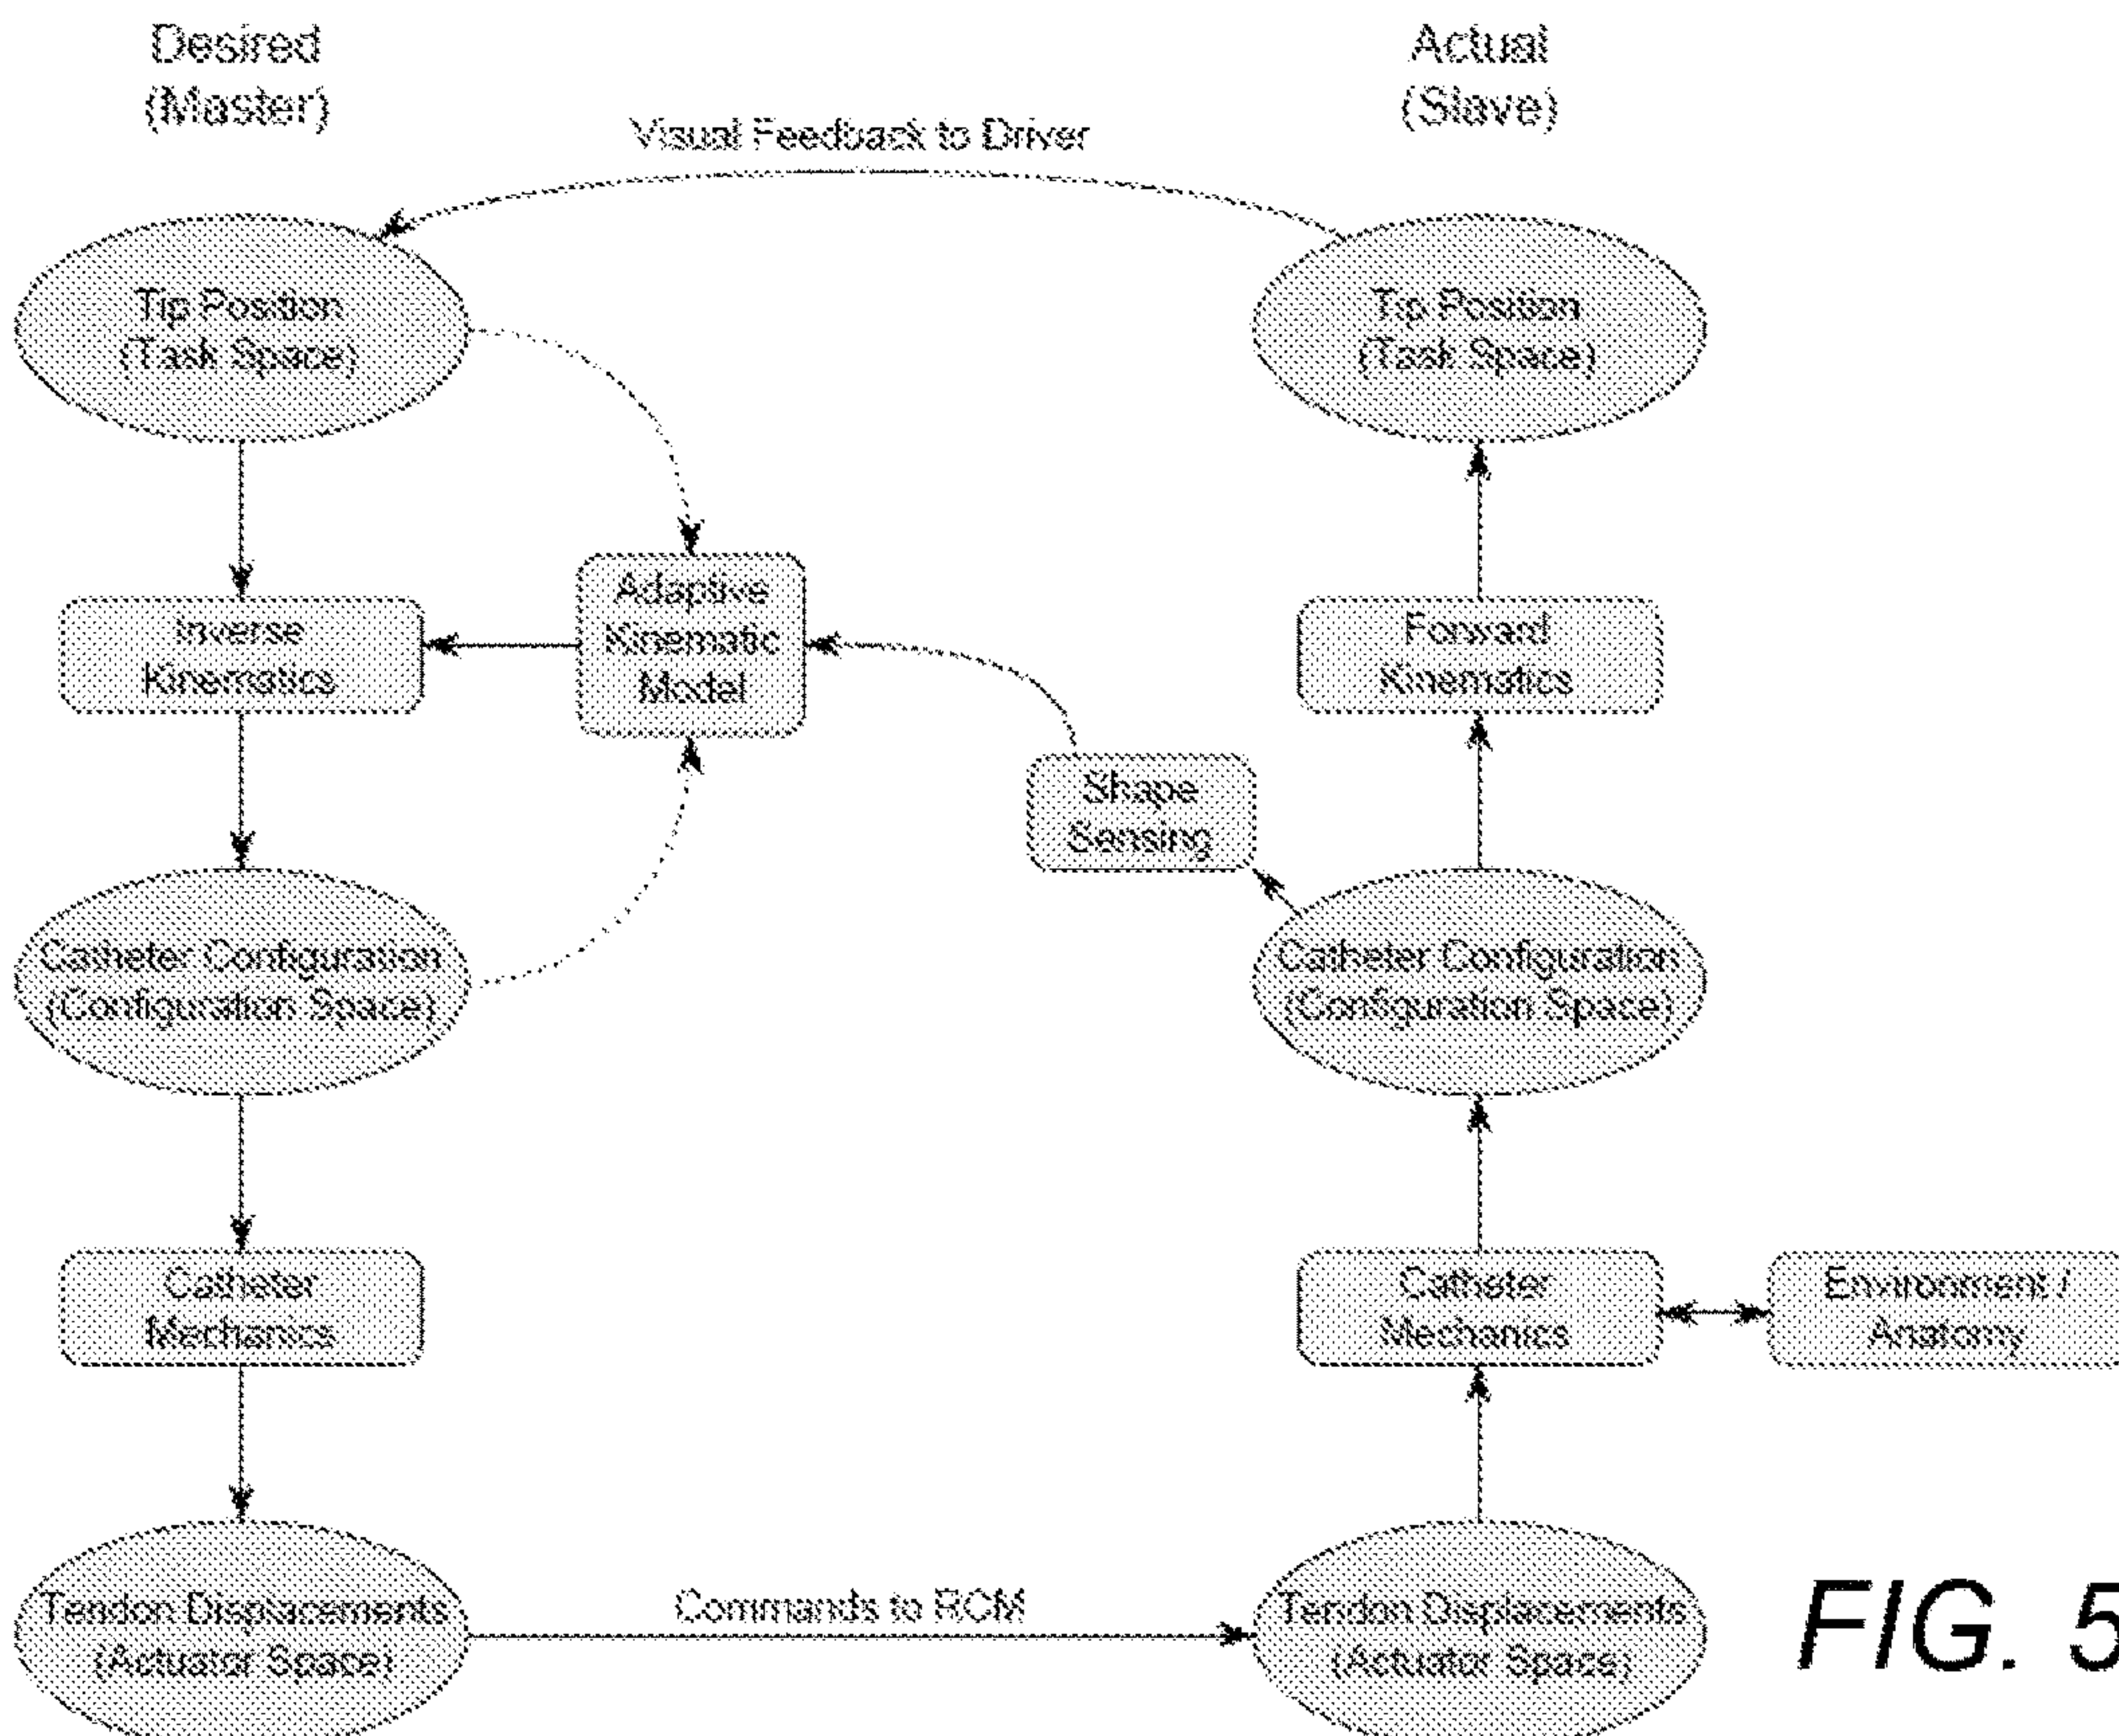 Desired
(Master)
Actual
(Slave)
Visual Feedback to Driver
Tip Position
(Task Space)
Tip Position
(Task Space)
Inverse
Kinematics
Adaptive
Kinematic
Model
Forward
Kinematics
Shape
Sensing
Catheter Configuration
(Configuration Space)
Catheter Configuration
(Configuration Space)
Catheter
Mechanics
Catheter
Mechanics
Environment /
Anatomy
Tendon Displacements
(Actuator Space)
Commands to RCM
Tendon Displacements
(Actuator Space)
FIG. 5